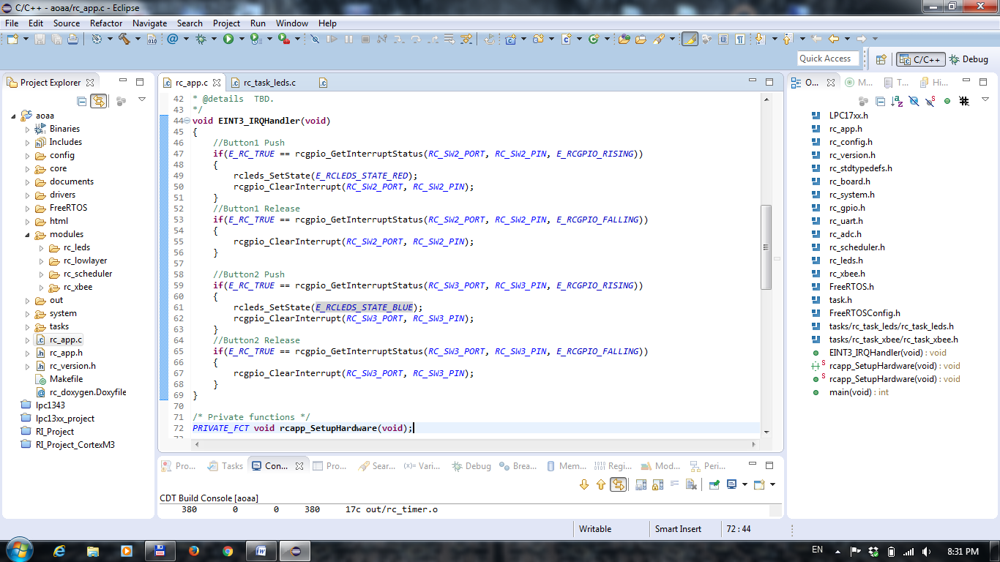 C/C++ - aoaa/rc_app.c - Eclipse
File Edit Source Refactor Navigate Search Project Run Window Help
Quick Access
C/C++
Debug
Project Explorer
aoaa
Binaries
Includes
config
core
documents
drivers
FreeRTOS
html
modules
rc_leds
rc_lowlayer
rc_scheduler
rc_xbee
out
system
tasks
rc_app.c
rc_app.h
rc_version.h
Makefile
rc_doxygen.Doxyfile
lpc1343
lpc13xx_project
RI_Project
RI_Project_CortexM3
rc_app.c rc_task_leds.c
42 * @details TBD.
43 */
44 void EINT3_IRQHandler(void)
45 {
46 //Button1 Push
47 if(E_RC_TRUE == rcgpio_GetInterruptStatus(RC_SW2_PORT, RC_SW2_PIN, E_RCGPIO_RISING))
48 {
49 rcleds_SetState(E_RCLEDS_STATE_RED);
50 rcgpio_ClearInterrupt(RC_SW2_PORT, RC_SW2_PIN);
51 }
52 //Button1 Release
53 if(E_RC_TRUE == rcgpio_GetInterruptStatus(RC_SW2_PORT, RC_SW2_PIN, E_RCGPIO_FALLING))
54 {
55 rcgpio_ClearInterrupt(RC_SW2_PORT, RC_SW2_PIN);
56 }
57
58 //Button2 Push
59 if(E_RC_TRUE == rcgpio_GetInterruptStatus(RC_SW3_PORT, RC_SW3_PIN, E_RCGPIO_RISING))
60 {
61 rcleds_SetState(E_RCLEDS_STATE_BLUE);
62 rcgpio_ClearInterrupt(RC_SW3_PORT, RC_SW3_PIN);
63 }
64 //Button2 Release
65 if(E_RC_TRUE == rcgpio_GetInterruptStatus(RC_SW3_PORT, RC_SW3_PIN, E_RCGPIO_FALLING))
66 {
67 rcgpio_ClearInterrupt(RC_SW3_PORT, RC_SW3_PIN);
68 }
69 }
70
71 /* Private functions */
72 PRIVATE_FCT void rcapp_SetupHardware(void);
O... M... T... Hi...
LPC17xx.h
rc_app.h
rc_config.h
rc_version.h
rc_stdtypedefs.h
rc_board.h
rc_system.h
rc_gpio.h
rc_uart.h
rc_adc.h
rc_scheduler.h
rc_leds.h
rc_xbee.h
FreeRTOS.h
task.h
FreeRTOSConfig.h
tasks/rc_task_leds/rc_task_leds.h
tasks/rc_task_xbee/rc_task_xbee.h
EINT3_IRQHandler(void) : void
rcapp_SetupHardware(void) : void
rcapp_SetupHardware(void) : void
main(void) : int
Pro... Tasks Con... Pro... Sear... Vari... Debug Brea... Mem... Regi... Mod... Peri...
CDT Build Console [aoaa]
380 0 0 380 17c out/rc_timer.o
Writable Smart Insert 72 : 44
EN 8:31 PM